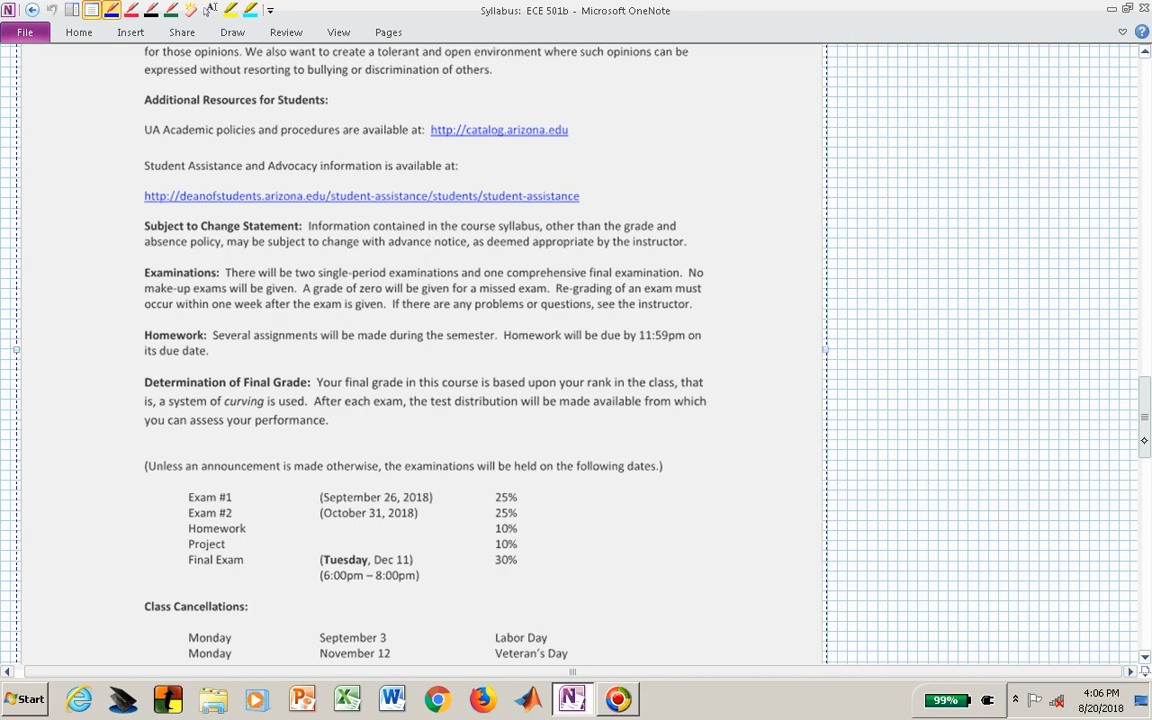 Syllabus: ECE 501b - Microsoft OneNote
File Home Insert Share Draw Review View Pages
for those opinions. We also want to create a tolerant and open environment where such opinions can be
expressed without resorting to bullying or discrimination of others.
Additional Resources for Students:
UA Academic policies and procedures are available at: http://catalog.arizona.edu
Student Assistance and Advocacy information is available at:
http://deanofstudents.arizona.edu/student-assistance/students/student-assistance
Subject to Change Statement: Information contained in the course syllabus, other than the grade and
absence policy, may be subject to change with advance notice, as deemed appropriate by the instructor.
Examinations: There will be two single-period examinations and one comprehensive final examination. No
make-up exams will be given. A grade of zero will be given for a missed exam. Re-grading of an exam must
occur within one week after the exam is given. If there are any problems or questions, see the instructor.
Homework: Several assignments will be made during the semester. Homework will be due by 11:59pm on
its due date.
Determination of Final Grade: Your final grade in this course is based upon your rank in the class, that
is, a system of curving is used. After each exam, the test distribution will be made available from which
you can assess your performance.
(Unless an announcement is made otherwise, the examinations will be held on the following dates.)
Exam #1 (September 26, 2018) 25%
Exam #2 (October 31, 2018) 25%
Homework 10%
Project 10%
Final Exam (Tuesday, Dec 11) 30%
(6:00pm – 8:00pm)
Class Cancellations:
Monday September 3 Labor Day
Monday November 12 Veteran's Day
Start 99% 4:06 PM
8/20/2018